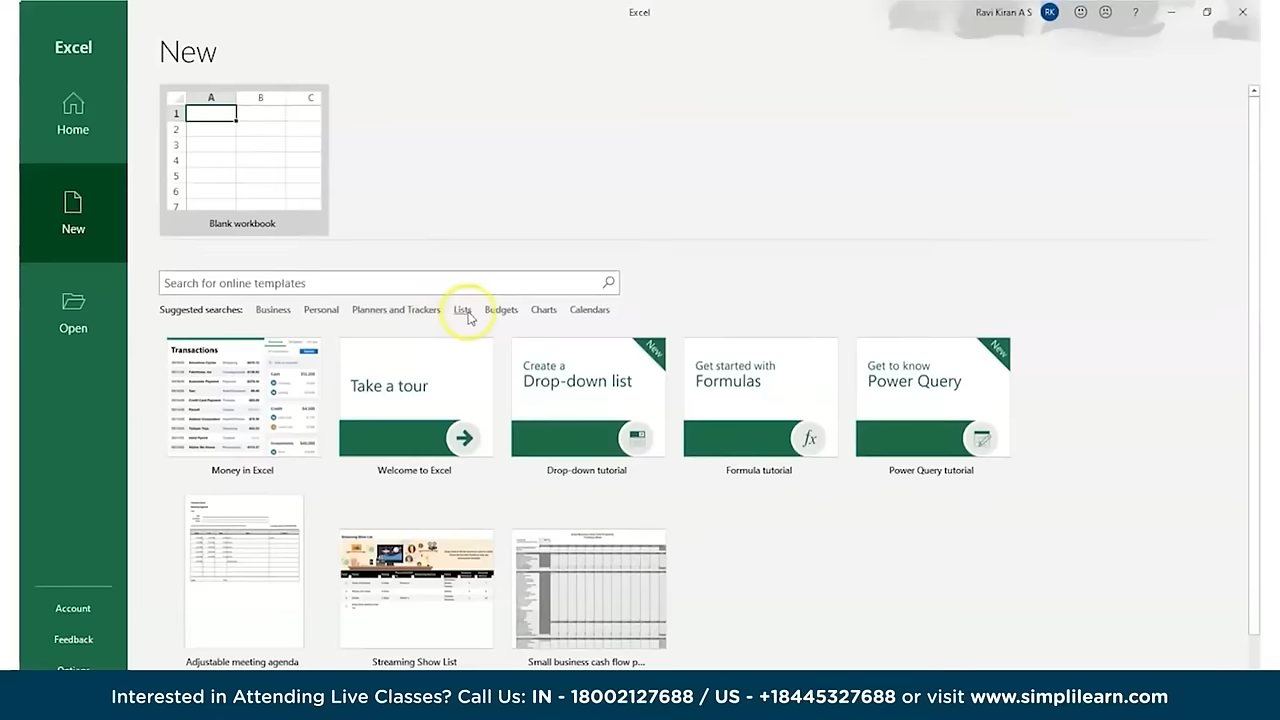 Excel
Ravi Kiran A S
RK
?
Excel
Home
New
Open
Account
Feedback
New
A B C
1
2
3
4
5
6
7
Blank workbook
Search for online templates
Suggested searches: Business Personal Planners and Trackers Lists Budgets Charts Calendars
Transactions
Money in Excel
Take a tour
Welcome to Excel
New
Create a
Drop-down list
Drop-down tutorial
Get started with
Formulas
fx
Formula tutorial
New
Get to know
Power Query
Power Query tutorial
Adjustable meeting agenda
Streaming Show List
Small business cash flow p...
Interested in Attending Live Classes? Call Us: IN - 18002127688 / US - +18445327688 or visit www.simplilearn.com